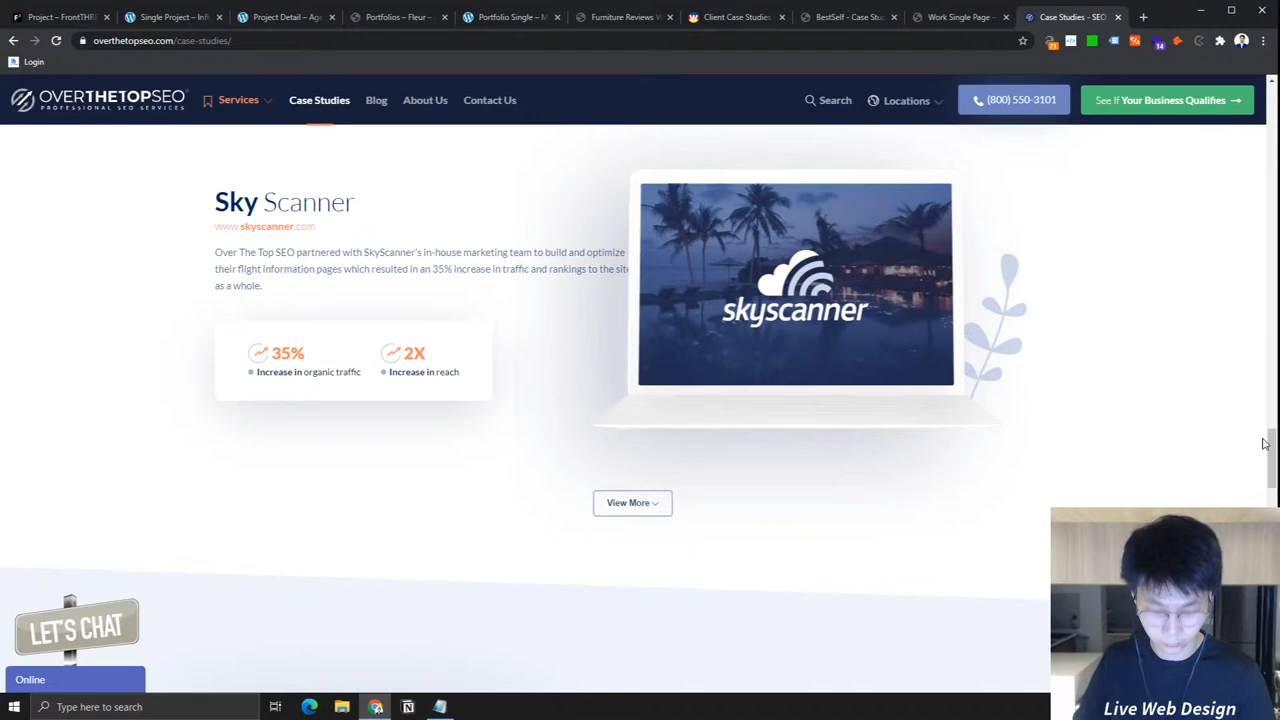 Project – FrontTHR
Single Project – Inf
Project Detail – Age
Portfolios – Fleur –
Portfolio Single – M
Furniture Reviews W
Client Case Studies
BestSelf - Case Stu
Work Single Page –
Case Studies - SEO
overthetopseo.com/case-studies/
21
14
Login
OVERTHETOPSEO
PROFESSIONAL SEO SERVICES
Services
Case Studies
Blog
About Us
Contact Us
Search
Locations
(800) 550-3101
See If Your Business Qualifies →
Sky Scanner
www.skyscanner.com
Over The Top SEO partnered with SkyScanner's in-house marketing team to build and optimize
their flight information pages which resulted in an 35% increase in traffic and rankings to the site
as a whole.
35%
Increase in organic traffic
2X
Increase in reach
skyscanner
View More
LET'S CHAT
Online
Type here to search
Live Web Design